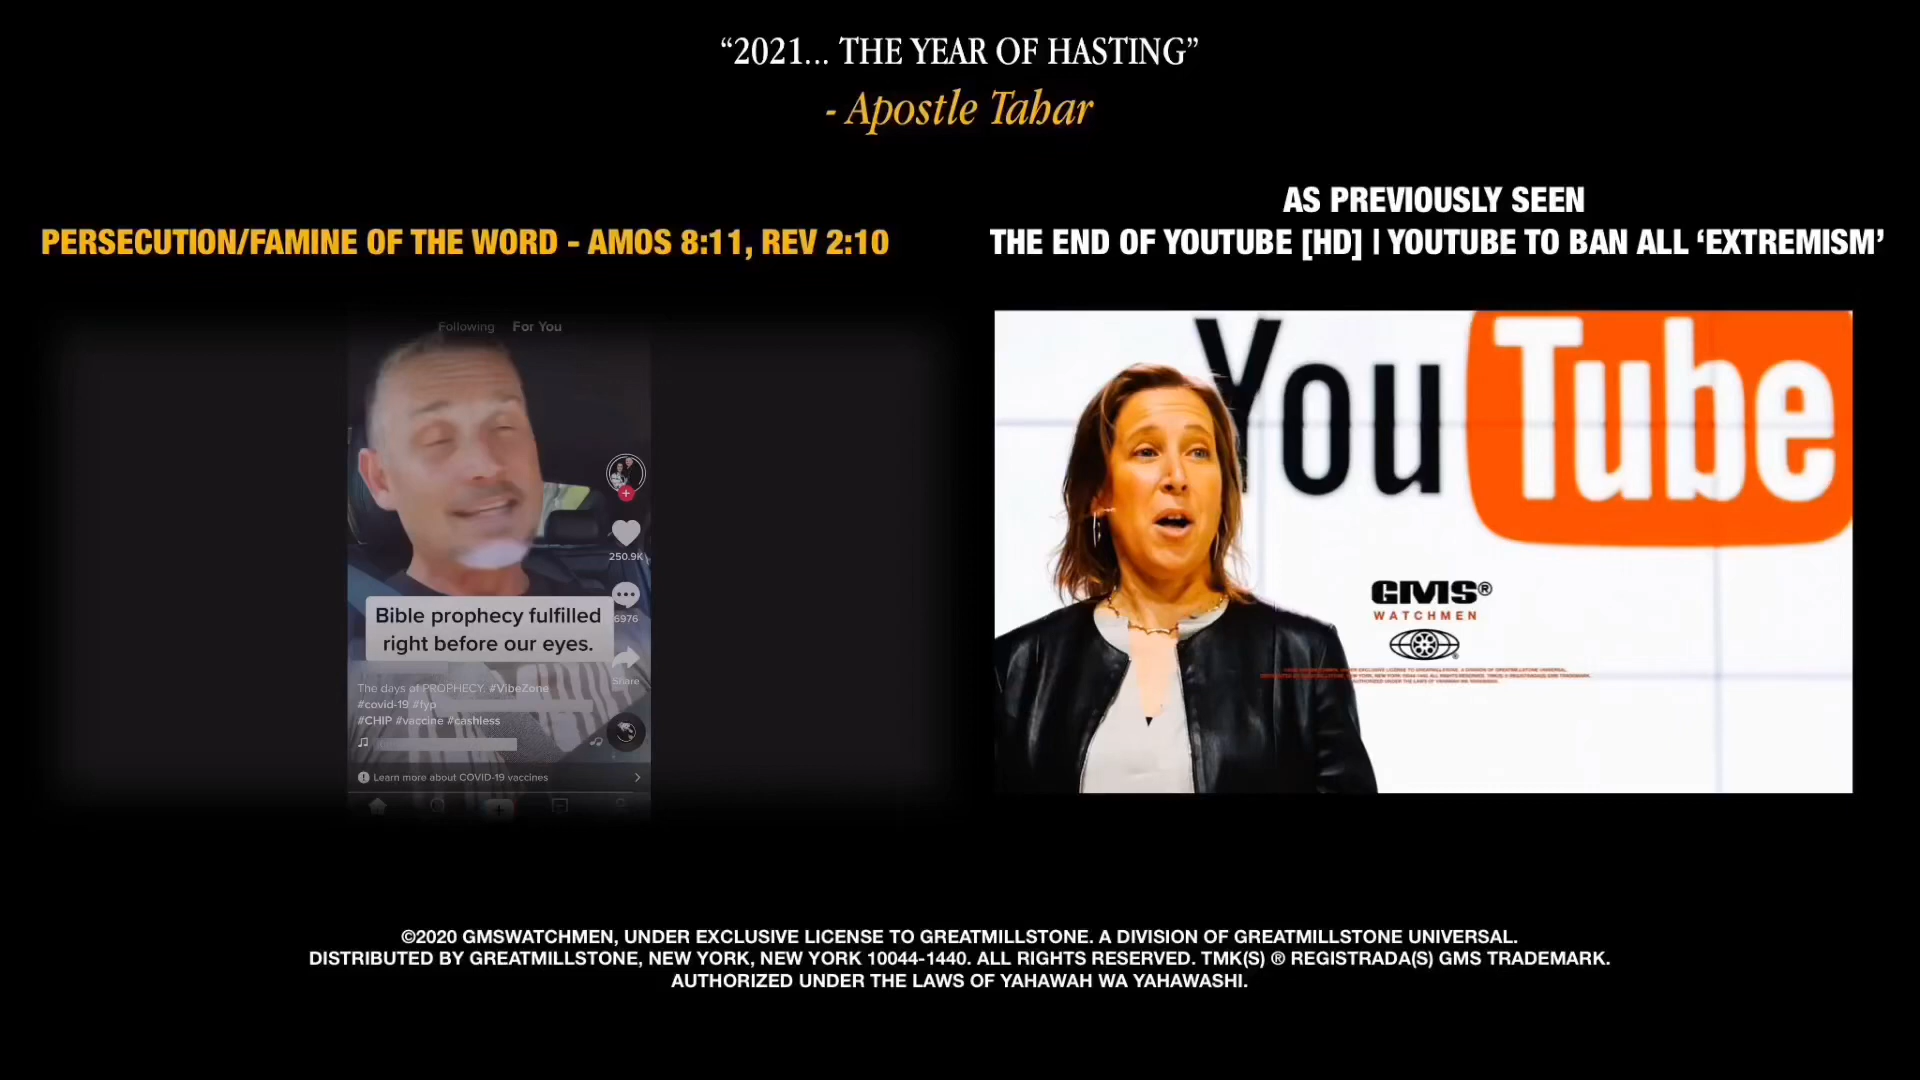 “2021... THE YEAR OF HASTING”
- Apostle Tahar
PERSECUTION/FAMINE OF THE WORD - AMOS 8:11, REV 2:10
AS PREVIOUSLY SEEN
THE END OF YOUTUBE [HD] | YOUTUBE TO BAN ALL ‘EXTREMISM’
Following For You
250.9K
Bible prophecy fulfilled
right before our eyes.
6976
Share
The days of PROPHECY. #VibeZone
#covid-19 #fyp
#CHIP #vaccine #cashless
Learn more about COVID-19 vaccines
YouTube
GMS®
WATCHMEN
©2020 GMSWATCHMEN, UNDER EXCLUSIVE LICENSE TO GREATMILLSTONE. A DIVISION OF GREATMILLSTONE UNIVERSAL.
DISTRIBUTED BY GREATMILLSTONE, NEW YORK, NEW YORK 10044-1440. ALL RIGHTS RESERVED. TMK(S) ® REGISTRADA(S) GMS TRADEMARK.
AUTHORIZED UNDER THE LAWS OF YAHAWAH WA YAHAWASHI.